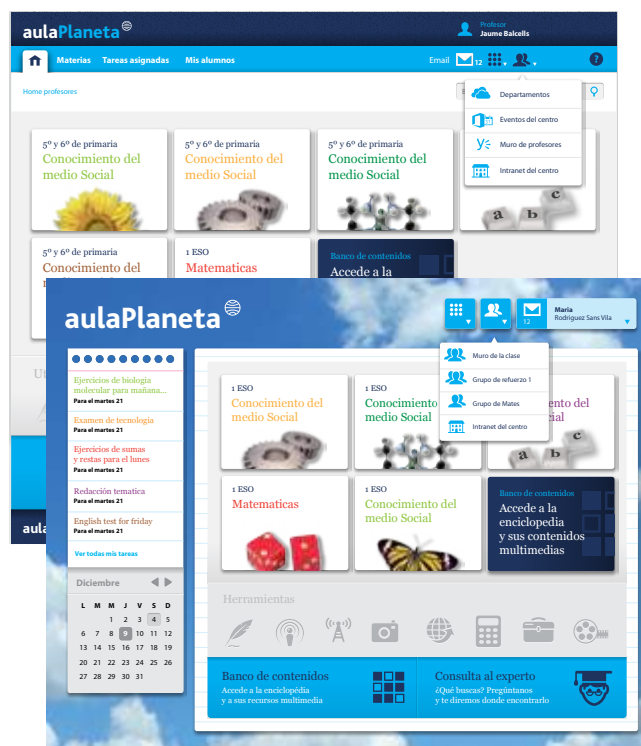 aulaPlaneta
Profesor
Jaume Balcells
Materias
Tareas asignadas
Mis alumnos
Email
12
?
Home profesores
Departamentos
Eventos del centro
Muro de profesores
Intranet del centro
5º y 6º de primaria
Conocimiento del
medio Social
5º y 6º de primaria
Conocimiento del
medio Social
5º y 6º de primaria
Conocimiento del
medio Social
a b c
5º y 6º de primaria
Conocimiento del
1 ESO
Matematicas
Banco de contenidos
Accede a la
Ut
aula
aulaPlaneta
12
Maria
Rodriguez Sans Vila
Muro de la clase
Grupo de refuerzo 1
Grupo de Mates
Intranet del centro
Ejercicios de biologia
molecular para mañana...
Para el martes 21
Examen de tecnologia
Para el martes 21
Ejercicios de sumas
y restas para el lunes
Para el martes 21
Redacción tematica
Para el martes 21
English test for friday
Para el martes 21
Ver todas mis tareas
Diciembre
L M M J V S D
1 2 3 4 5
6 7 8 9 10 11 12
13 14 15 16 17 18 19
20 21 22 23 24 25 26
27 28 29 30 31
1 ESO
Conocimiento del
medio Social
1 ESO
Conocimiento del
medio Social
ento del
ial
a b c
1 ESO
Matematicas
1 ESO
Conocimiento del
medio Social
Banco de contenidos
Accede a la
enciclopedia
y sus contenidos
multimedias
Herramientas
Banco de contenidos
Accede a la enciclopédia
y a sus recursos multimedia
Consulta al experto
¿Qué buscas? Pregúntanos
y te diremos donde encontrarlo